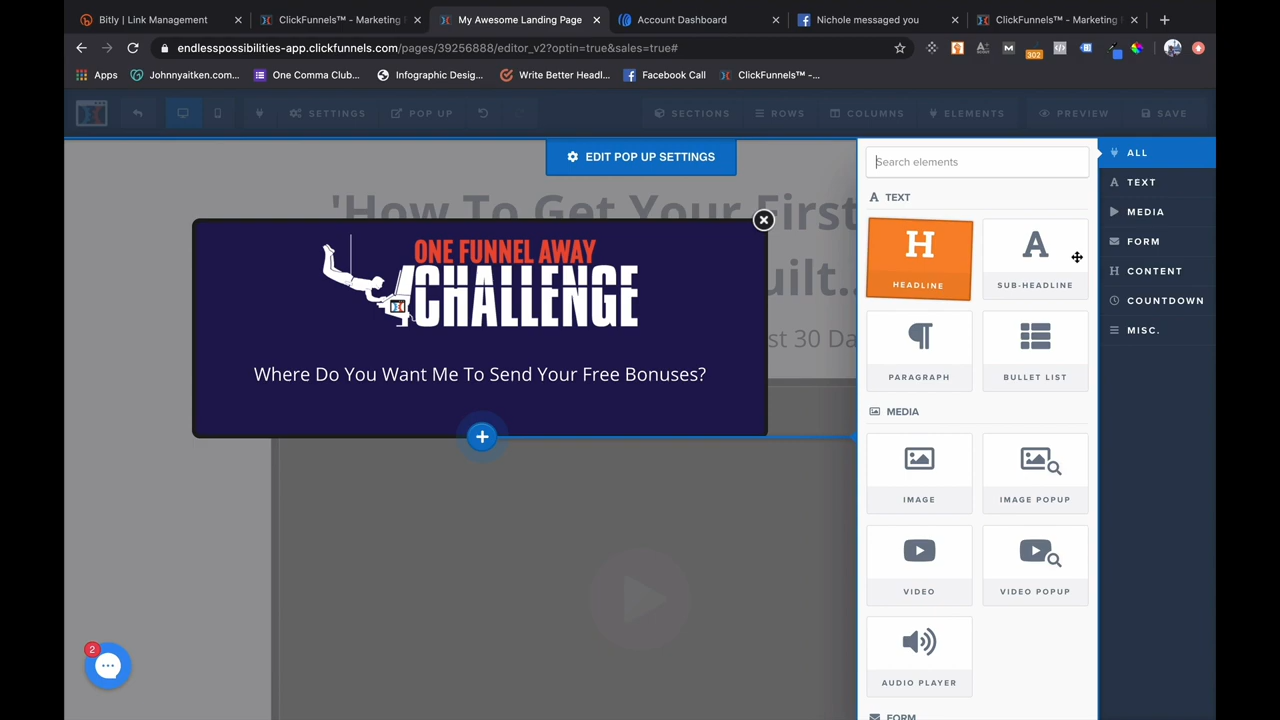 Bitly | Link Management
ClickFunnels™ - Marketing
My Awesome Landing Page
Account Dashboard
Nichole messaged you
ClickFunnels™ - Marketing
endlesspossibilities-app.clickfunnels.com/pages/39256888/editor_v2?optin=true&sales=true#
302
Apps
Johnnyaitken.com...
One Comma Club...
Infographic Desig...
Write Better Headl...
Facebook Call
ClickFunnels™ -...
SETTINGS
POP UP
SECTIONS
ROWS
COLUMNS
ELEMENTS
PREVIEW
SAVE
EDIT POP UP SETTINGS
'How To Get Your First
uilt..
st 30 Da
ONE FUNNEL AWAY
CHALLENGE
Where Do You Want Me To Send Your Free Bonuses?
2
Search elements
TEXT
H
HEADLINE
A
SUB-HEADLINE
PARAGRAPH
BULLET LIST
MEDIA
IMAGE
IMAGE POPUP
VIDEO
VIDEO POPUP
AUDIO PLAYER
FORM
ALL
TEXT
MEDIA
FORM
CONTENT
COUNTDOWN
MISC.